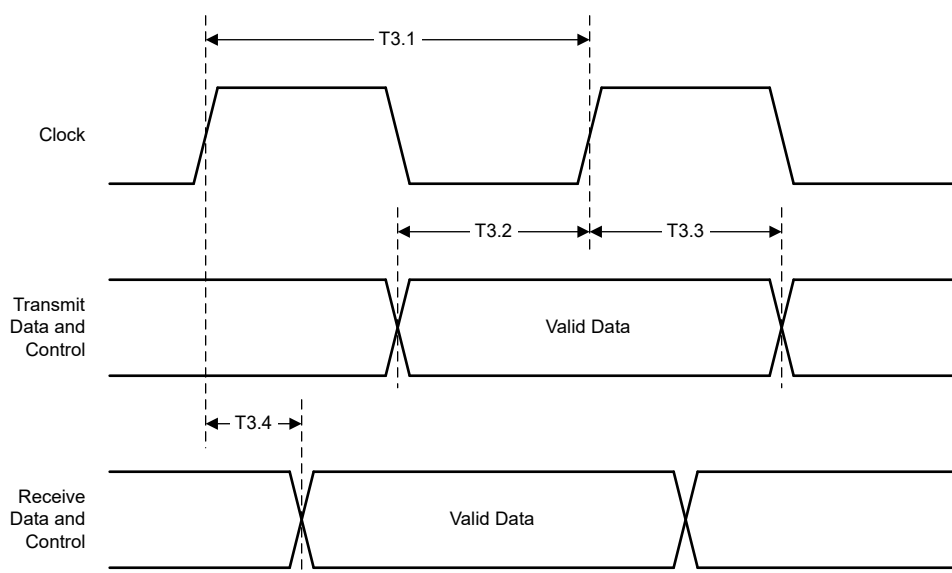 T3.1
Clock
T3.2
T3.3
Transmit
Data and
Control
Valid Data
T3.4
Receive
Data and
Control
Valid Data